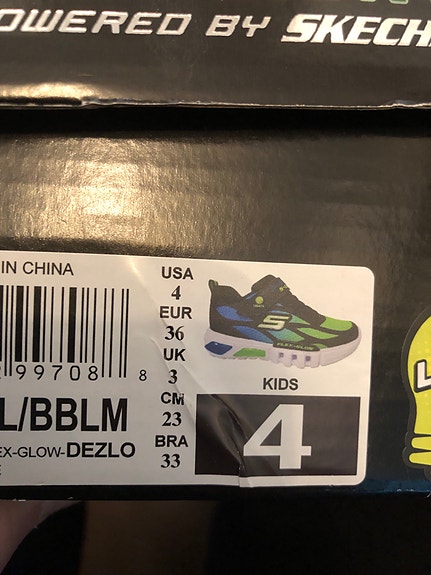 OWERED BY SKECH
IN CHINA
99708 8
L/BBLM
EX-GLOW-DEZLO
USA
4
EUR
36
UK
3
CM
23
BRA
33
S
FLEX-GLOW
KIDS
4
L